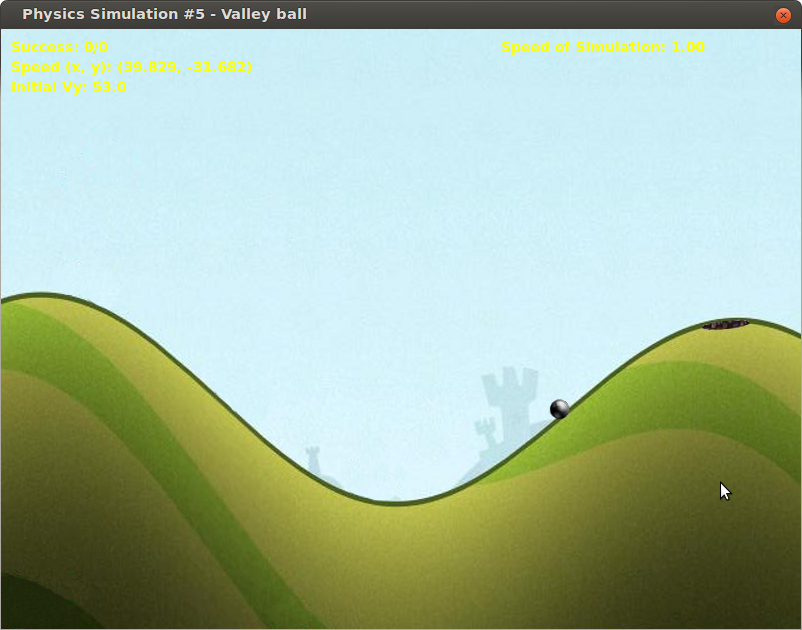 Physics Simulation #5 - Valley ball
Success: 0/0
Speed of Simulation: 1.00
Speed (x, y): (39.829, -31.682)
Initial Vy: 53.0